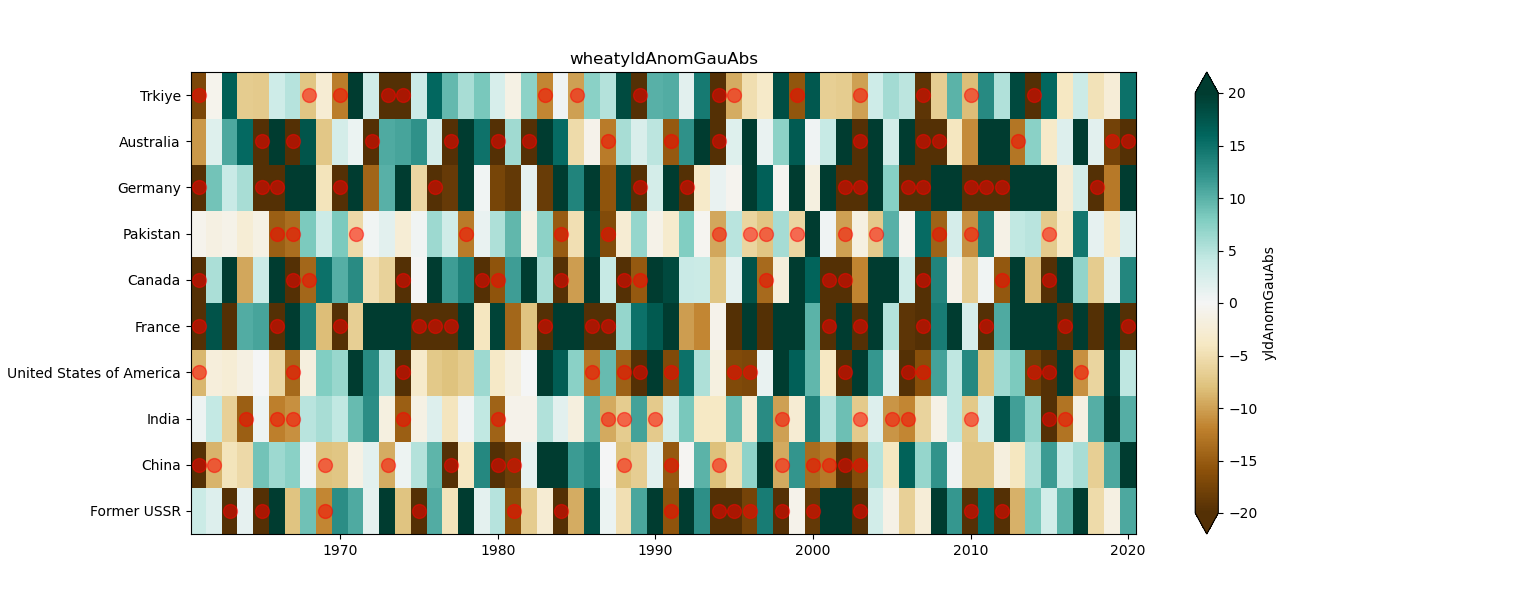 wheatyldAnomGauAbs
Trkiye
Australia
Germany
Pakistan
Canada
France
United States of America
India
China
Former USSR
1970 1980 1990 2000 2010 2020
20
15
10
5
0
−5
−10
−15
−20
yldAnomGauAbs